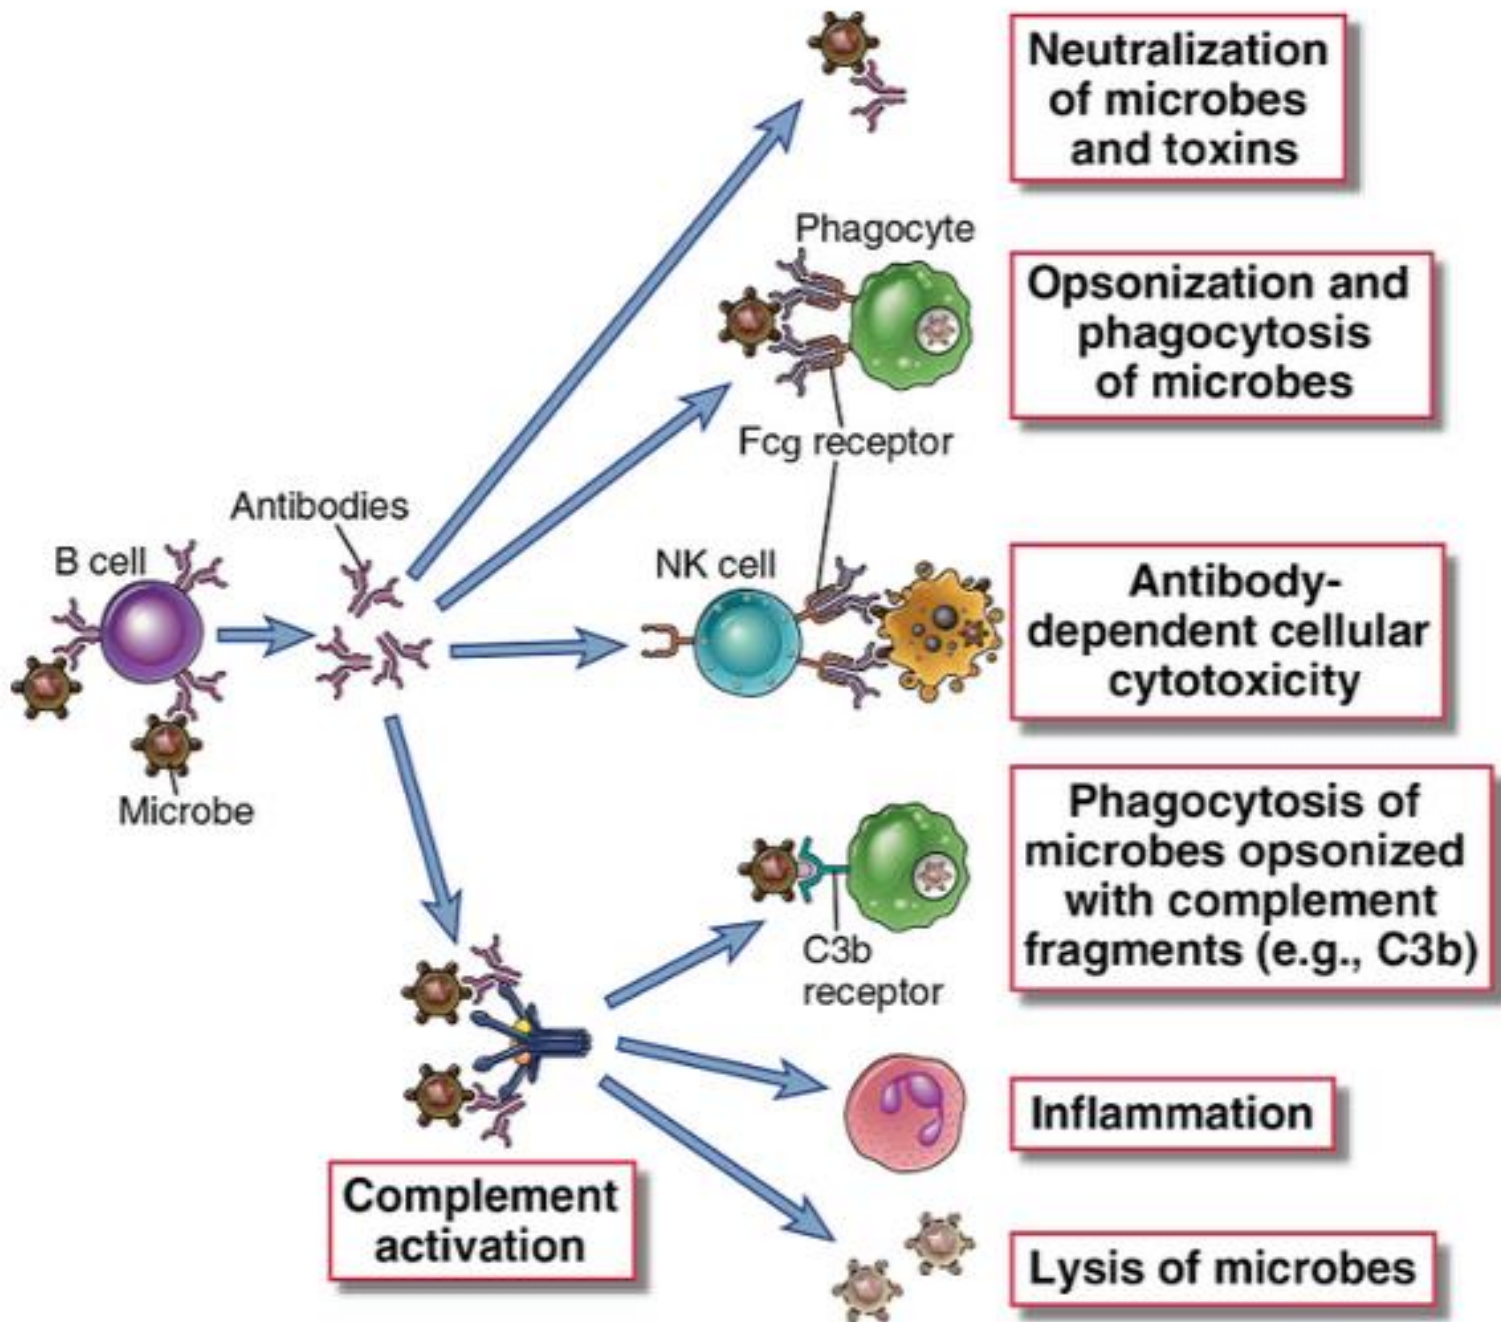 Neutralization
of microbes
and toxins
Phagocyte
Opsonization and
phagocytosis
of microbes
Fcg receptor
Antibodies
B cell
NK cell
Antibody-
dependent cellular
cytotoxicity
Microbe
Phagocytosis of
microbes opsonized
with complement
fragments (e.g., C3b)
C3b
receptor
Inflammation
Complement
activation
Lysis of microbes